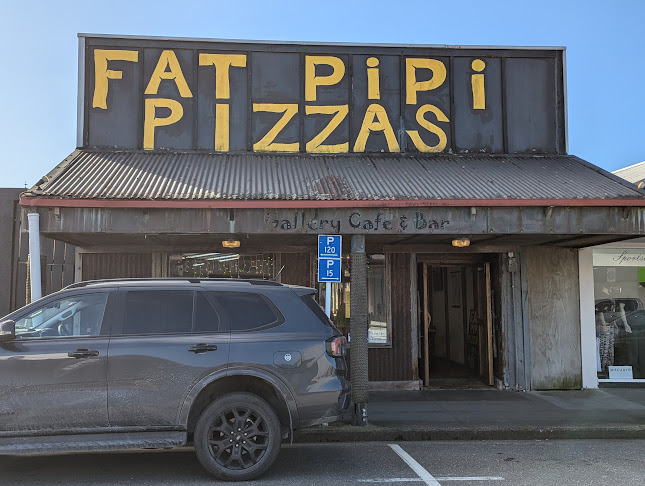 FAT PiPi
PIZZAS
Gallery Cafe & Bar
P
120
P
15